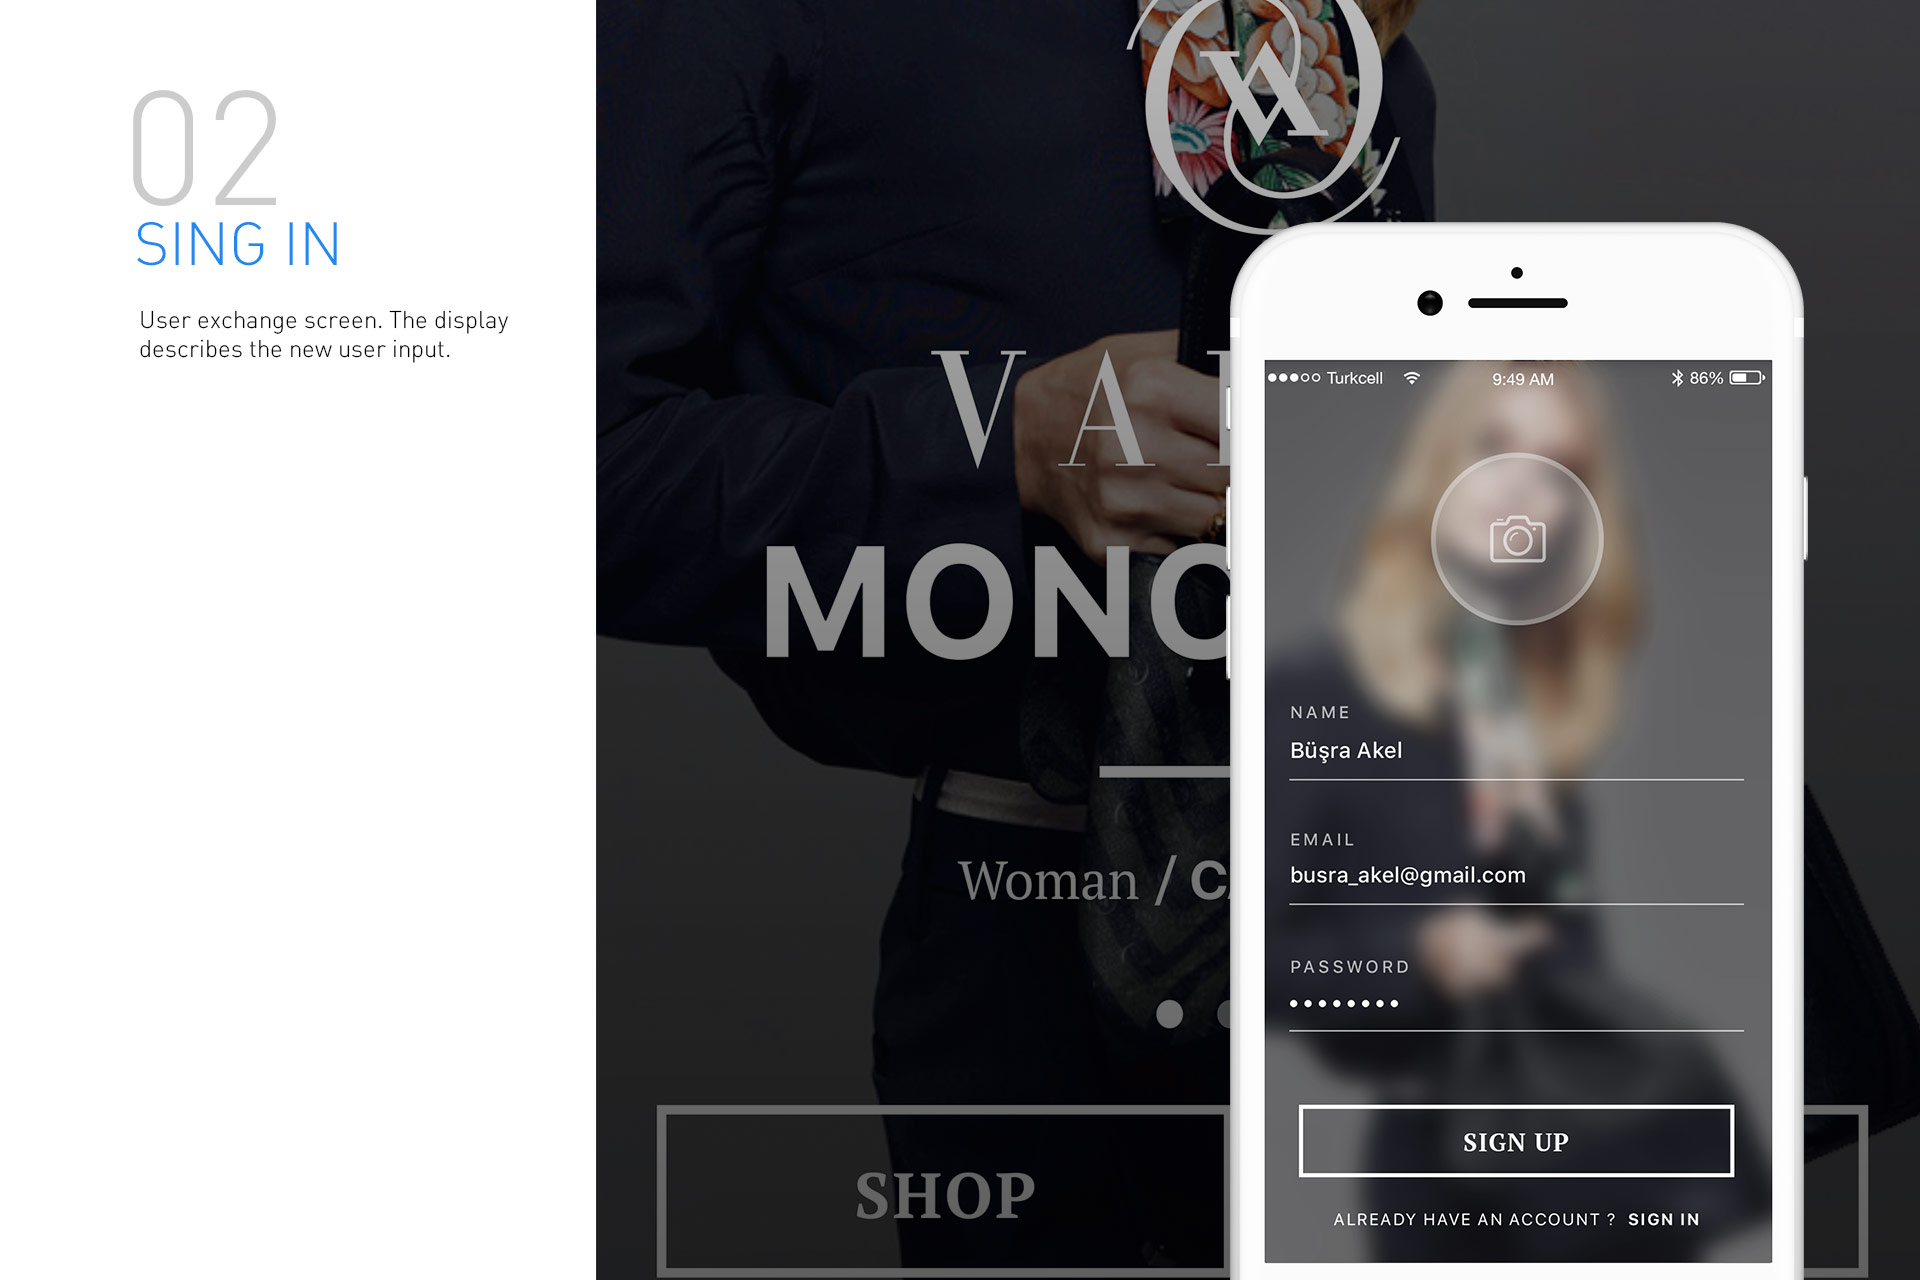 02
SING IN
User exchange screen. The display
describes the new user input.
VA
MONC
Woman /
SHOP
Turkcell 9:49 AM 86%
NAME
Büşra Akel
EMAIL
busra_akel@gmail.com
PASSWORD
••••••••
SIGN UP
ALREADY HAVE AN ACCOUNT ? SIGN IN